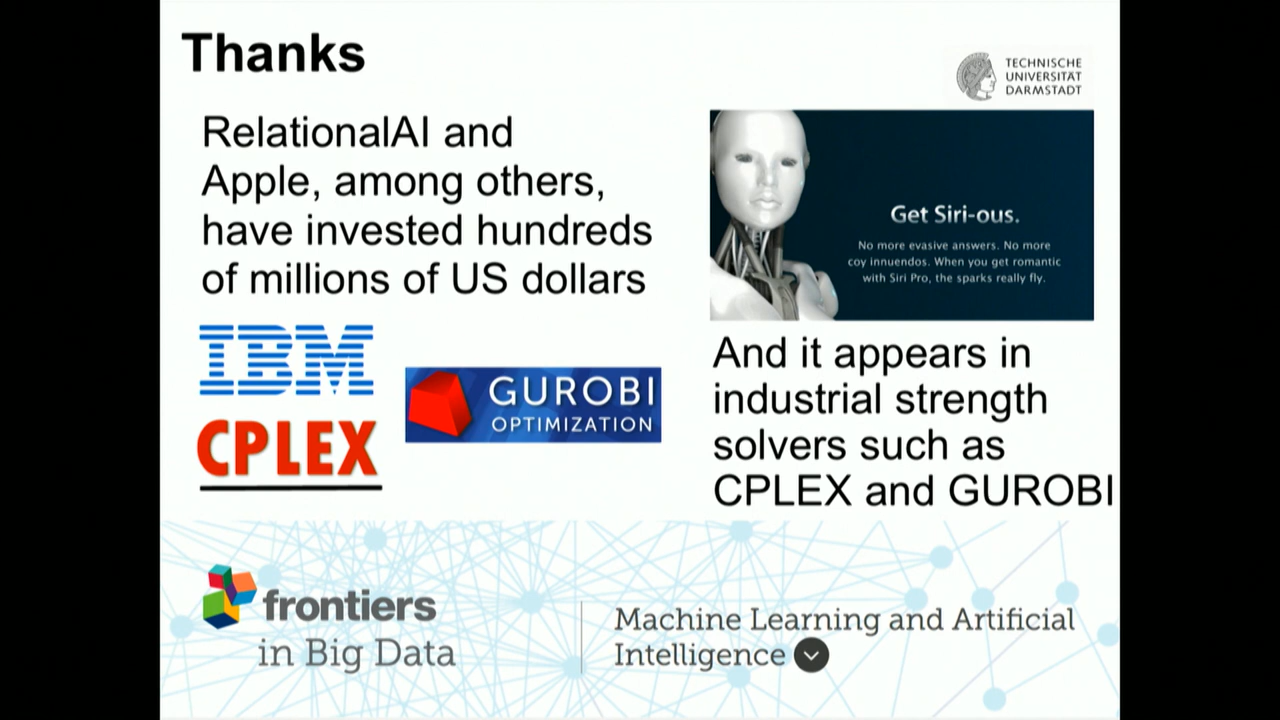 Thanks
TECHNISCHE
UNIVERSITÄT
DARMSTADT
RelationalAI and
Apple, among others,
have invested hundreds
of millions of US dollars
Get Siri-ous.
No more evasive answers. No more
coy innuendos. When you get romantic
with Siri Pro, the sparks really fly.
IBM
CPLEX
GUROBI
OPTIMIZATION
And it appears in
industrial strength
solvers such as
CPLEX and GUROBI
frontiers
in Big Data
Machine Learning and Artificial
Intelligence